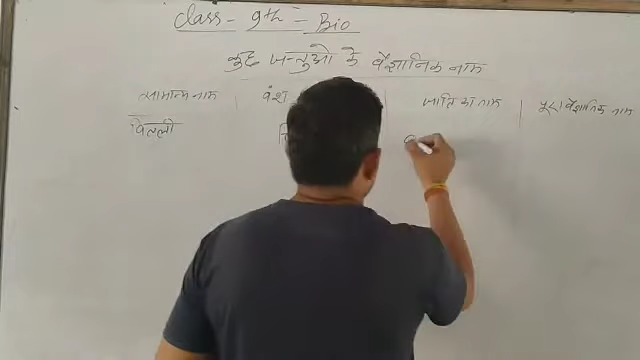 Class - 9th - Bio
कुछ जन्तुओ के वैज्ञानिक नाम
सामान्य नाम वंश जाति का नाम पूरा वैज्ञानिक नाम
बिल्ली